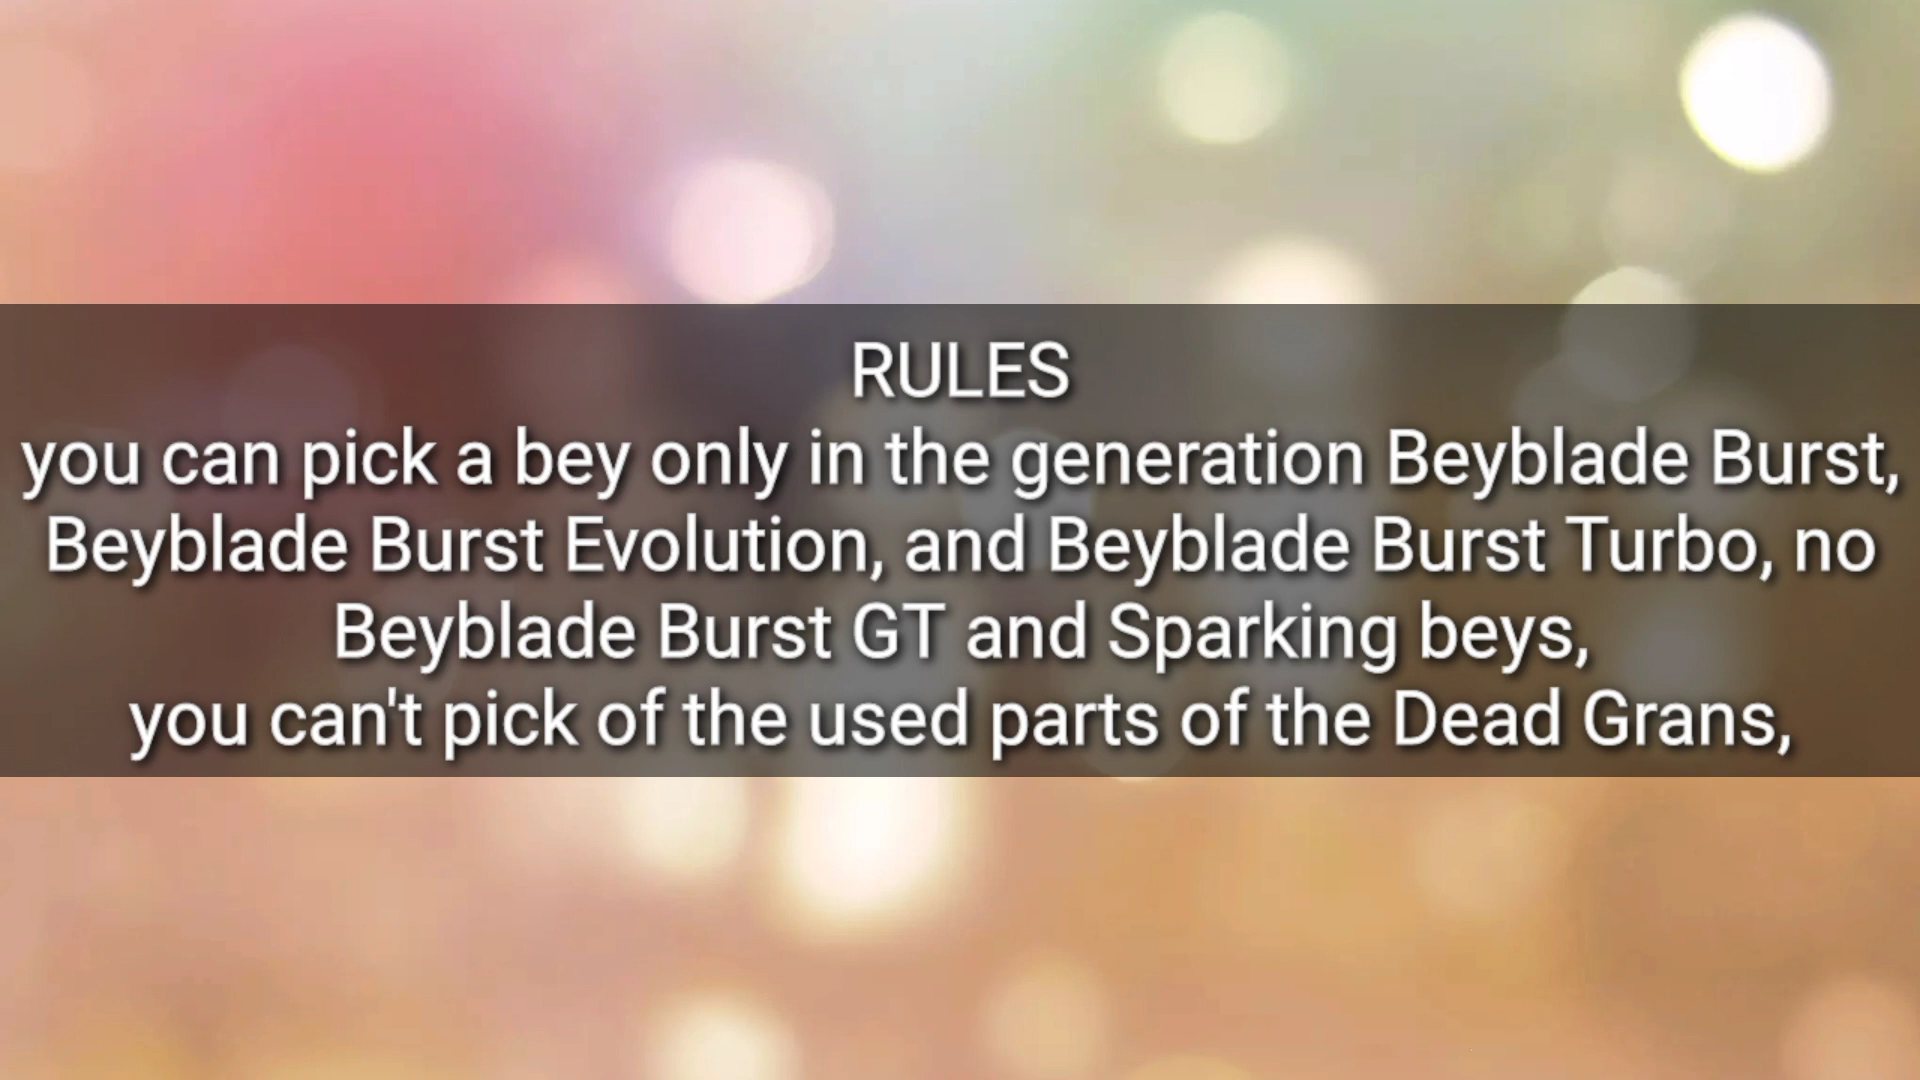 RULES
you can pick a bey only in the generation Beyblade Burst,
Beyblade Burst Evolution, and Beyblade Burst Turbo, no
Beyblade Burst GT and Sparking beys,
you can't pick of the used parts of the Dead Grans,